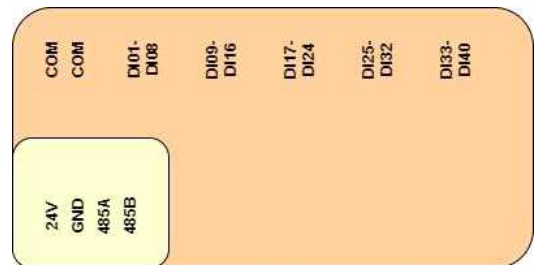 COM
COM
DI01-
DI08
DI09-
DI16
DI17-
DI24
DI25-
DI32
DI33-
DI40
24V
GND
485A
485B